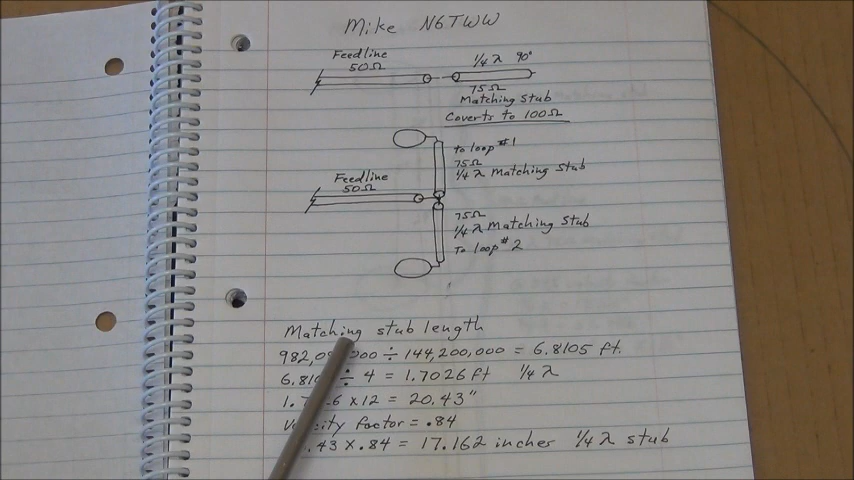 Mike N6TWW
Feedline
50Ω
1/4 λ 90°
75Ω
Matching Stub
Coverts to 100Ω
To loop #1
75Ω
1/4 λ Matching Stub
Feedline
50Ω
75Ω
1/4 λ Matching Stub
To loop #2
Matching stub length
÷ 144,200,000 = 6.8105 ft.
÷ 4 = 1.7026 ft 1/4 λ
x 12 = 20.43"
factor = .84
.43 x .84 = 17.162 inches 1/4 λ stub